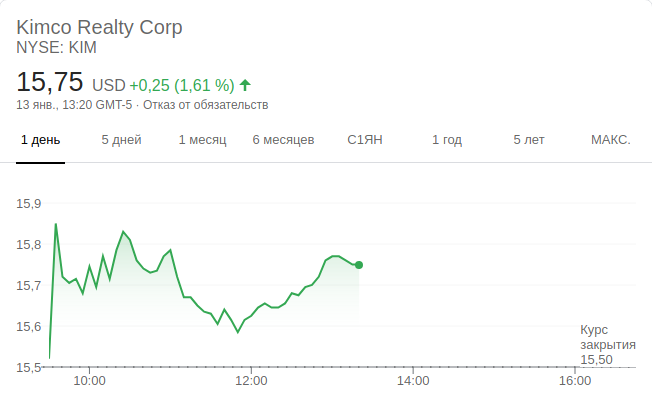 Kimco Realty Corp
NYSE: KIM
15,75 USD +0,25 (1,61 %)
13 янв., 13:20 GMT-5 · Отказ от обязательств
1 день 5 дней 1 месяц 6 месяцев С1ЯН 1 год 5 лет МАКС.
15,9
15,8
15,7
15,6
Курс
закрытия
15,50
15,5
10:00 12:00 14:00 16:00